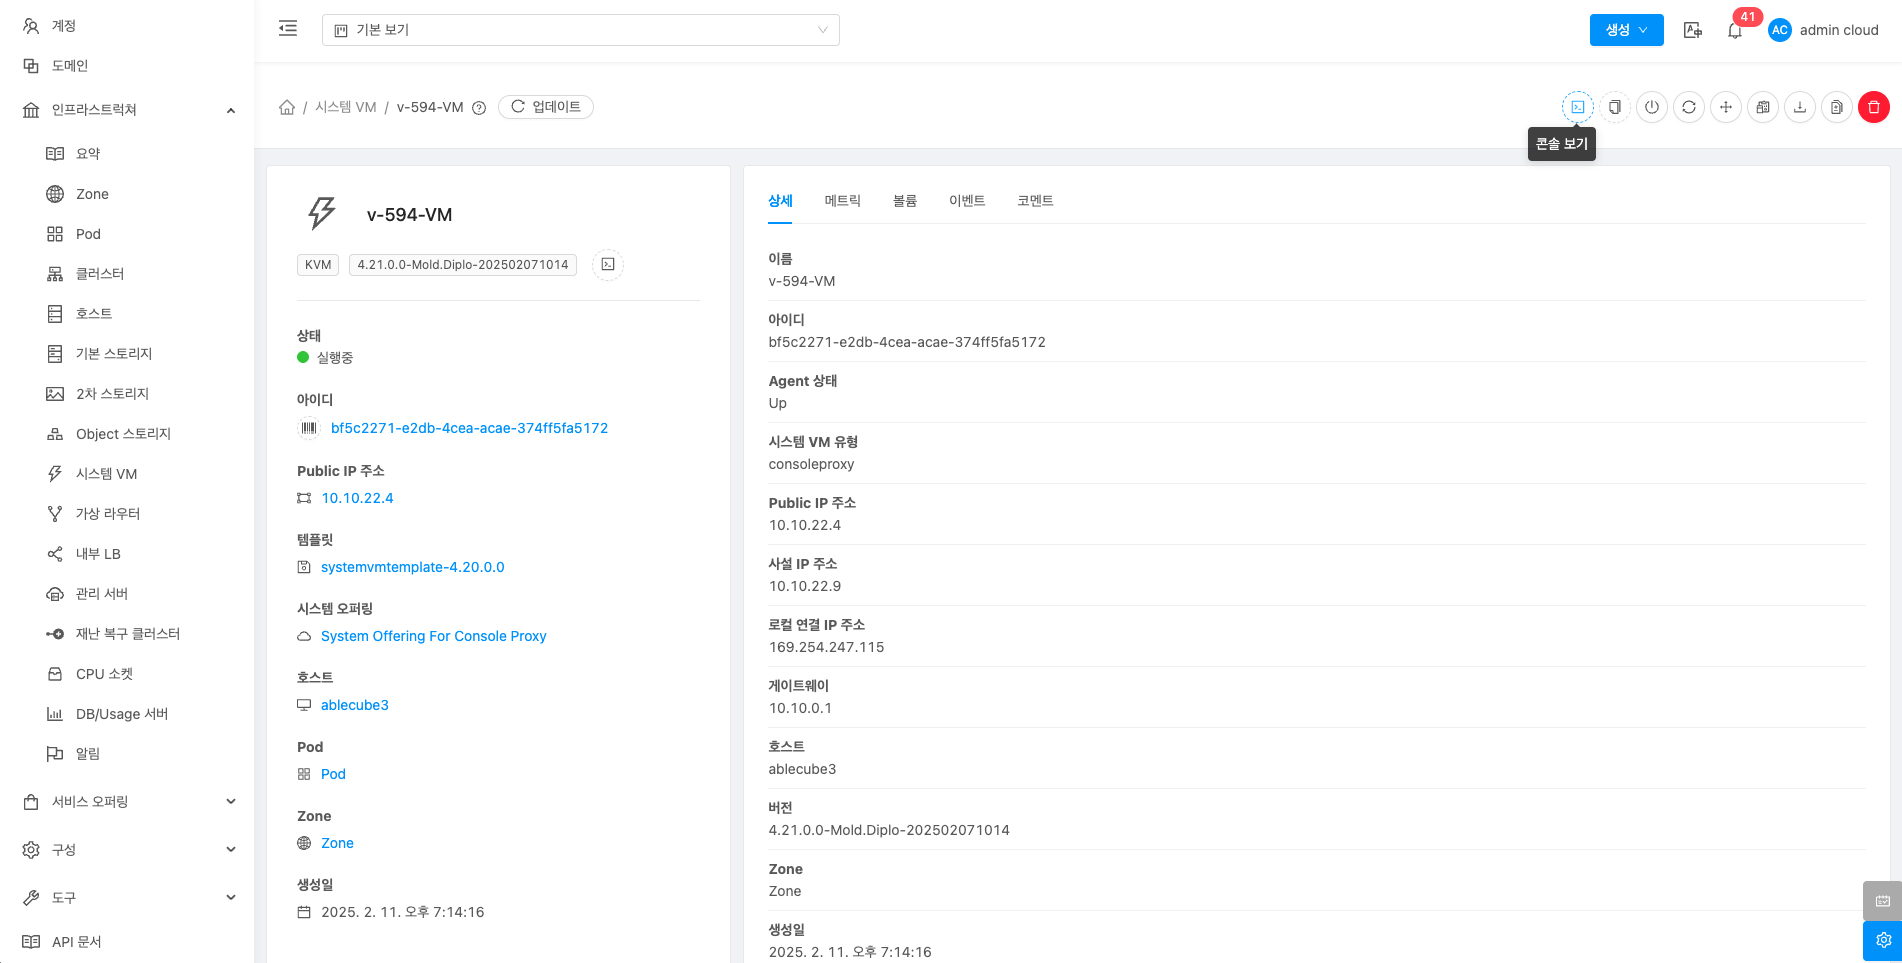 계정
도메인
인프라스트럭쳐
요약
Zone
Pod
클러스터
호스트
기본 스토리지
2차 스토리지
Object 스토리지
시스템 VM
가상 라우터
내부 LB
관리 서버
재난 복구 클러스터
CPU 소켓
DB/Usage 서버
알림
서비스 오퍼링
구성
도구
API 문서
기본 보기
생성
41
AC
admin cloud
/ 시스템 VM / v-594-VM
업데이트
콘솔 보기
v-594-VM
KVM
4.21.0.0-Mold.Diplo-202502071014
상태
실행중
아이디
bf5c2271-e2db-4cea-acae-374ff5fa5172
Public IP 주소
10.10.22.4
템플릿
systemvmtemplate-4.20.0.0
시스템 오퍼링
System Offering For Console Proxy
호스트
ablecube3
Pod
Pod
Zone
Zone
생성일
2025. 2. 11. 오후 7:14:16
상세
메트릭
볼륨
이벤트
코멘트
이름
v-594-VM
아이디
bf5c2271-e2db-4cea-acae-374ff5fa5172
Agent 상태
Up
시스템 VM 유형
consoleproxy
Public IP 주소
10.10.22.4
사설 IP 주소
10.10.22.9
로컬 연결 IP 주소
169.254.247.115
게이트웨이
10.10.0.1
호스트
ablecube3
버전
4.21.0.0-Mold.Diplo-202502071014
Zone
Zone
생성일
2025. 2. 11. 오후 7:14:16